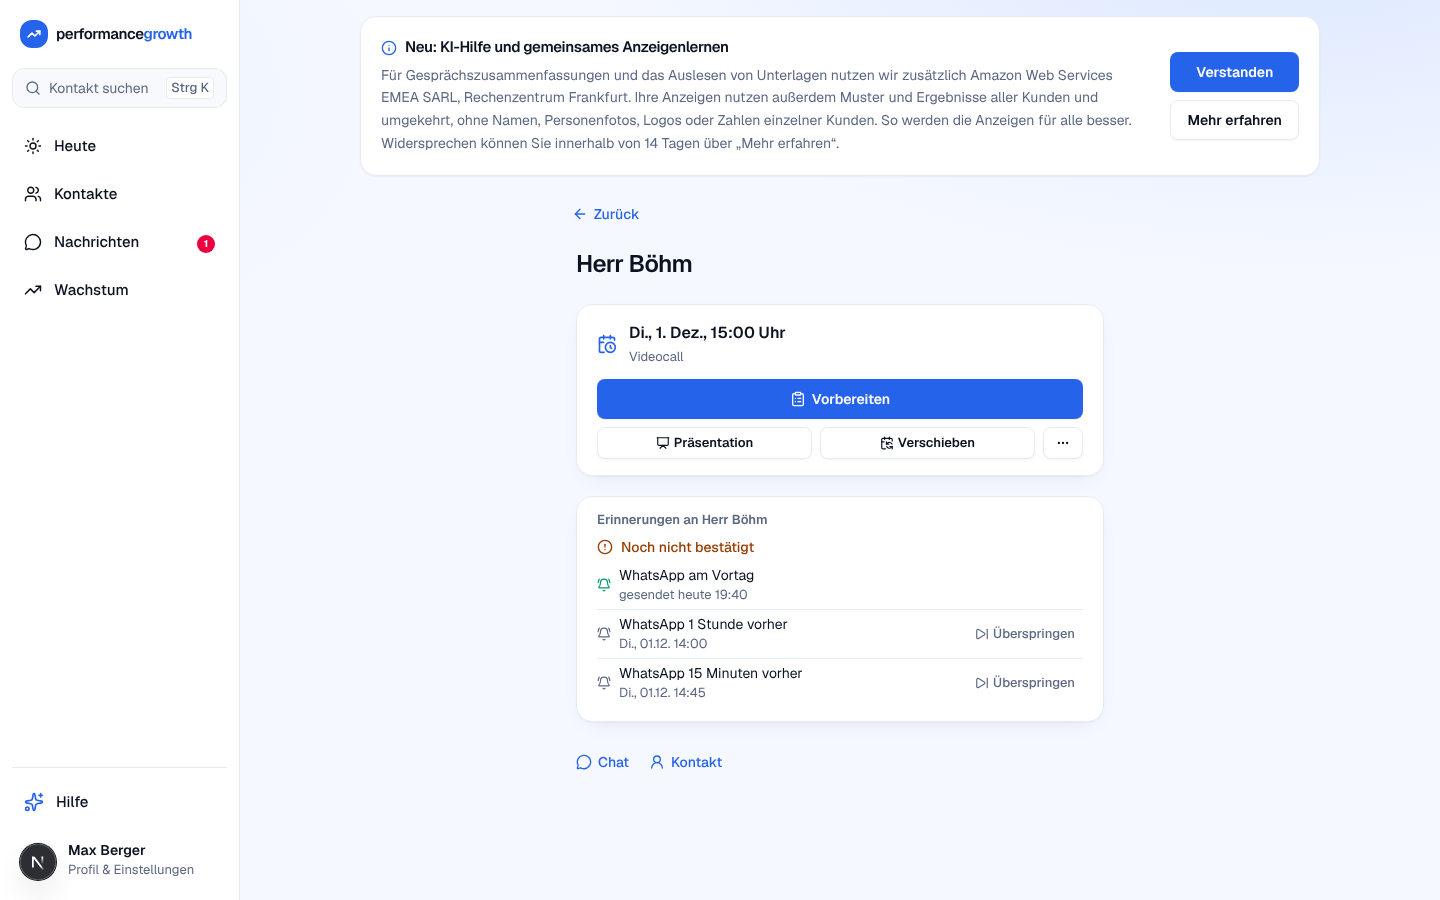 performancegrowth
Kontakt suchen Strg K
Heute
Kontakte
Nachrichten 1
Wachstum
Hilfe
Max Berger
Profil & Einstellungen
Neu: KI-Hilfe und gemeinsames Anzeigenlernen
Für Gesprächszusammenfassungen und das Auslesen von Unterlagen nutzen wir zusätzlich Amazon Web Services
EMEA SARL, Rechenzentrum Frankfurt. Ihre Anzeigen nutzen außerdem Muster und Ergebnisse aller Kunden und
umgekehrt, ohne Namen, Personenfotos, Logos oder Zahlen einzelner Kunden. So werden die Anzeigen für alle besser.
Widersprechen können Sie innerhalb von 14 Tagen über „Mehr erfahren“.
Verstanden
Mehr erfahren
Zurück
Herr Böhm
Di., 1. Dez., 15:00 Uhr
Videocall
Vorbereiten
Präsentation
Verschieben
Erinnerungen an Herr Böhm
Noch nicht bestätigt
WhatsApp am Vortag
gesendet heute 19:40
WhatsApp 1 Stunde vorher
Di., 01.12. 14:00
Überspringen
WhatsApp 15 Minuten vorher
Di., 01.12. 14:45
Überspringen
Chat
Kontakt